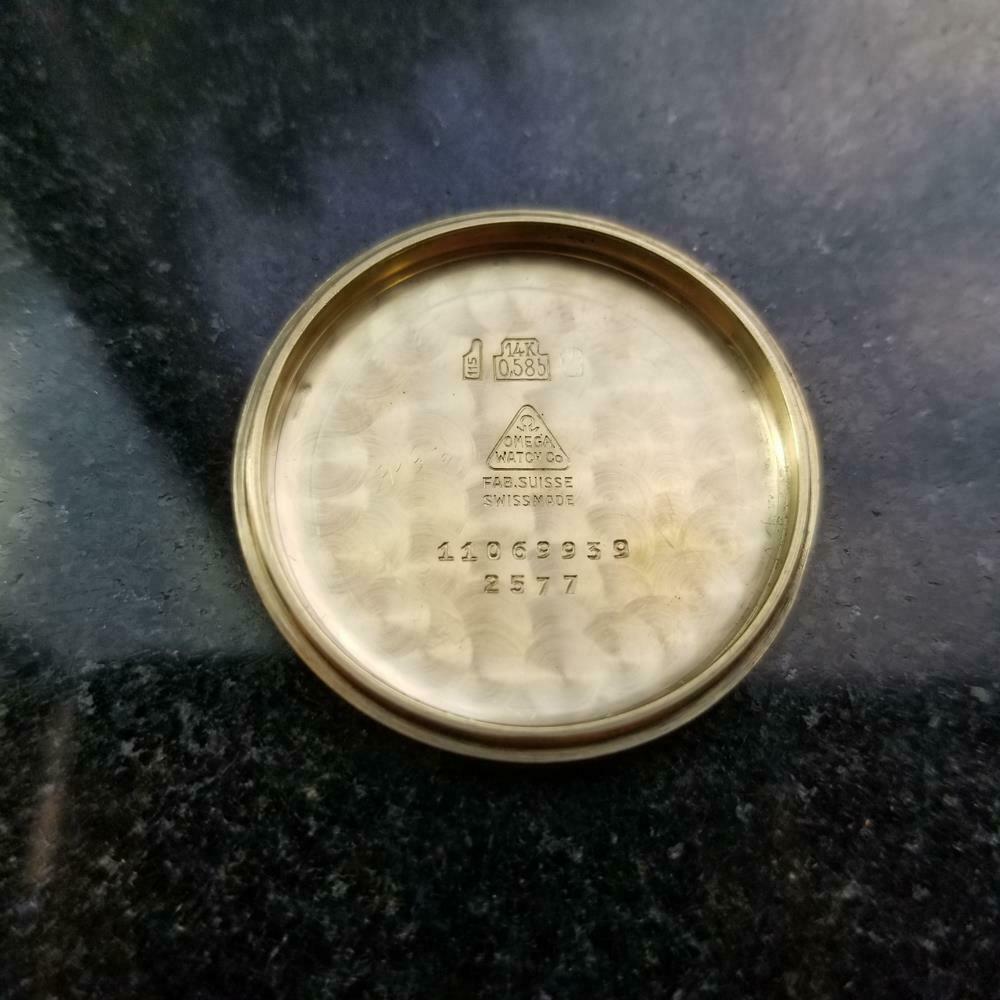 115
14K
0,585
Ω
OMEGA
WATCH Co
FAB.SUISSE
SWISS MADE
11069939
2577